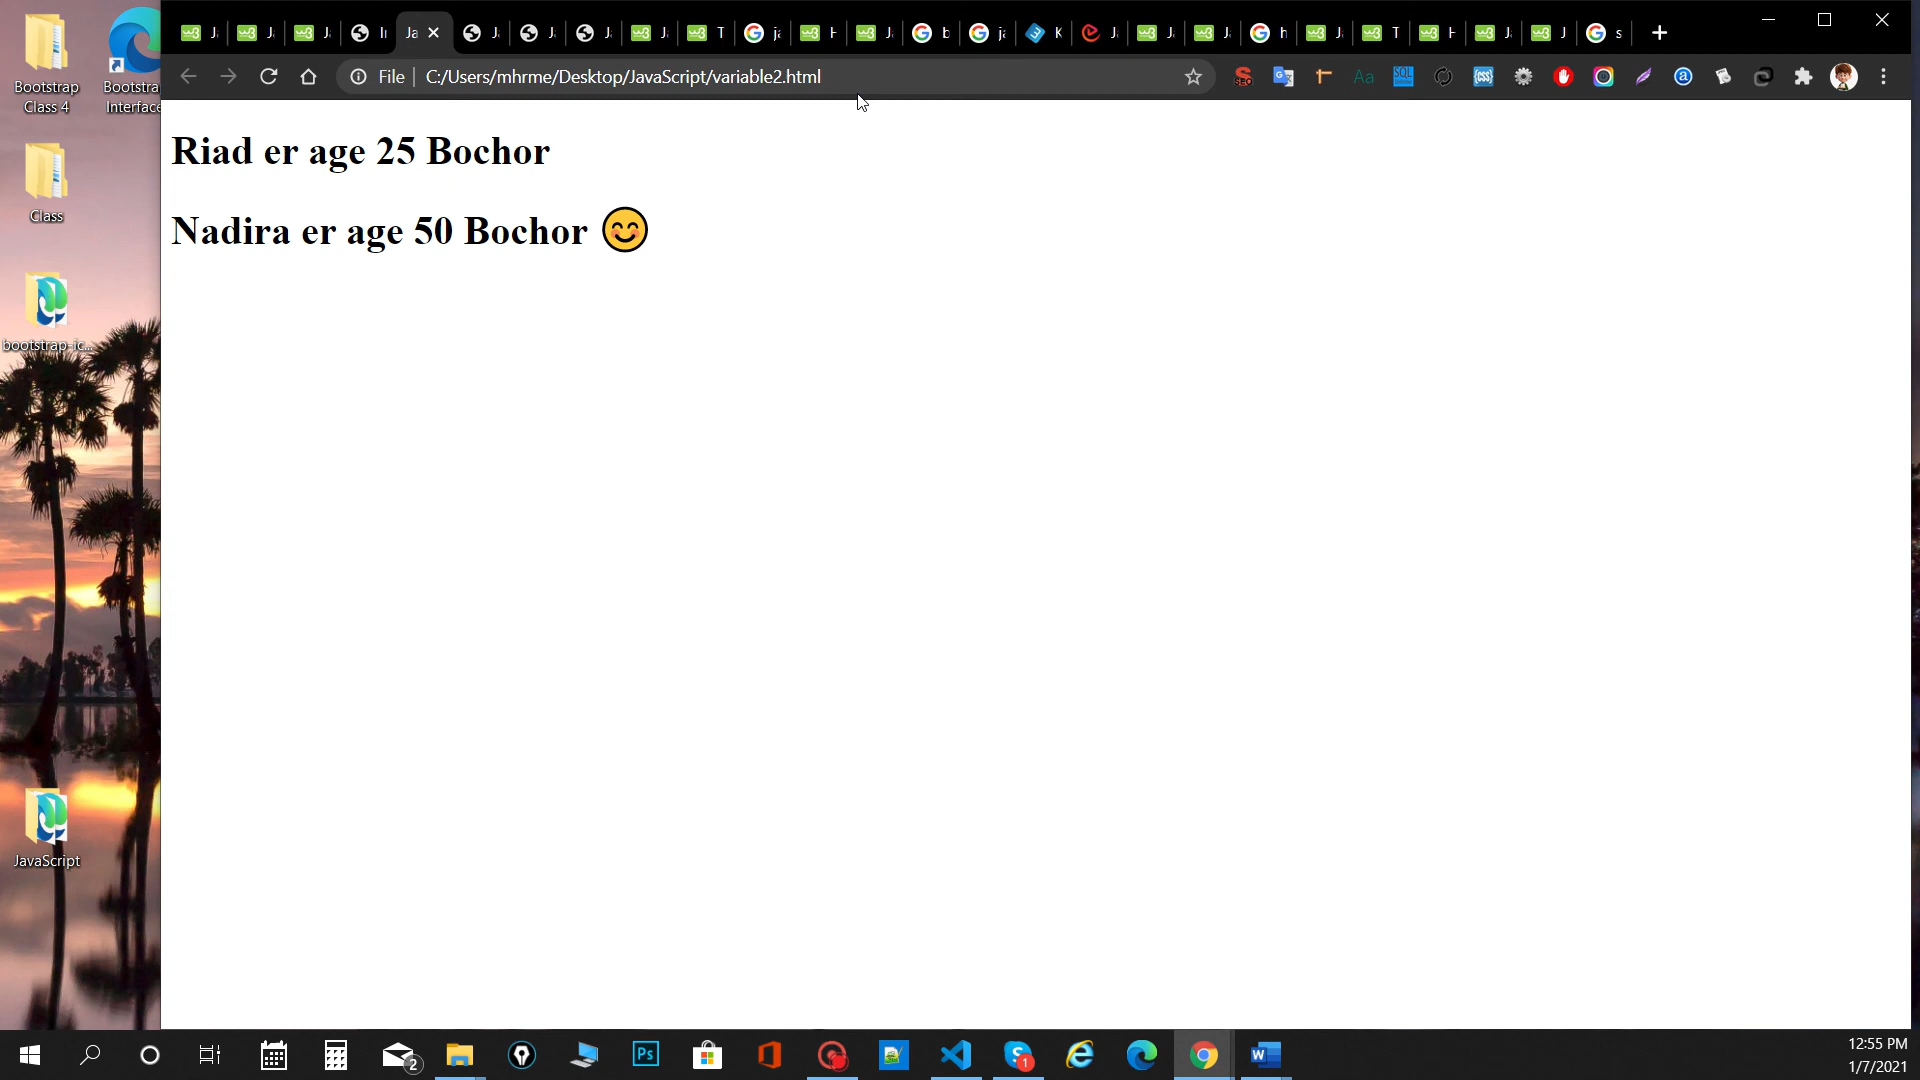 Bootstrap
Class 4
Bootstra
Interface
Class
bootstrap-ic...
JavaScript
Ja
File
C:/Users/mhrme/Desktop/JavaScript/variable2.html
Riad er age 25 Bochor
Nadira er age 50 Bochor 😊
12:55 PM
1/7/2021